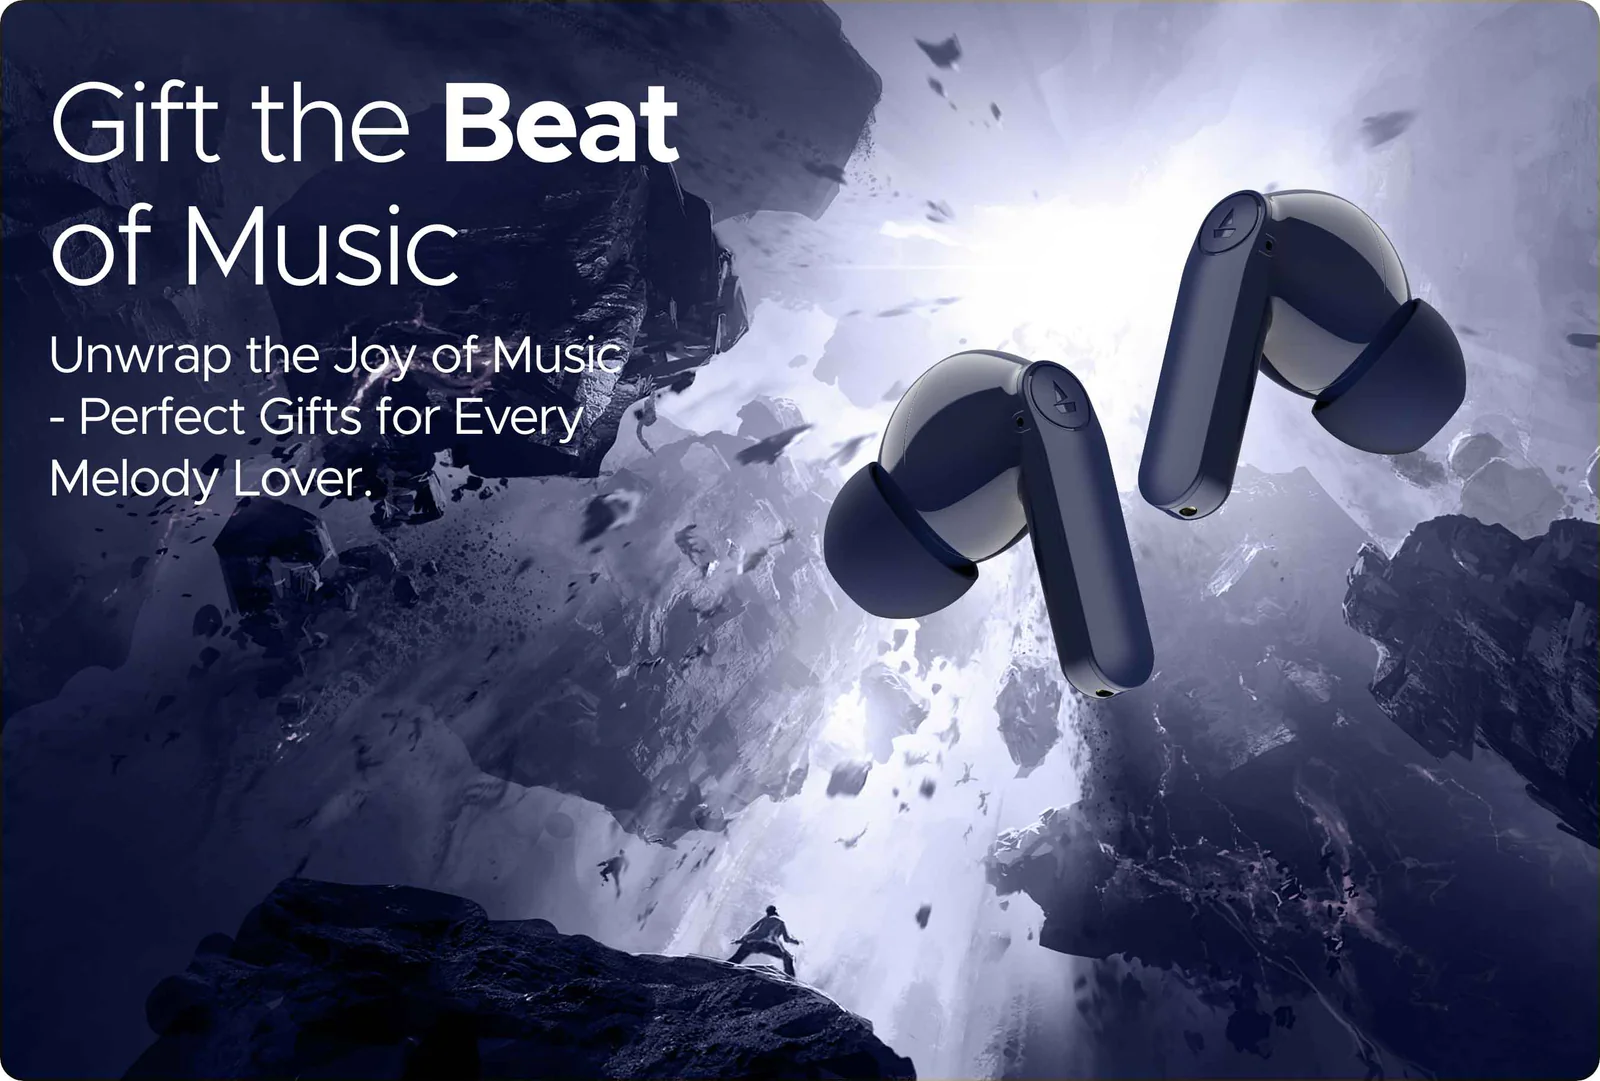 Gift the Beat
of Music
Unwrap the Joy of Music
- Perfect Gifts for Every
Melody Lover.